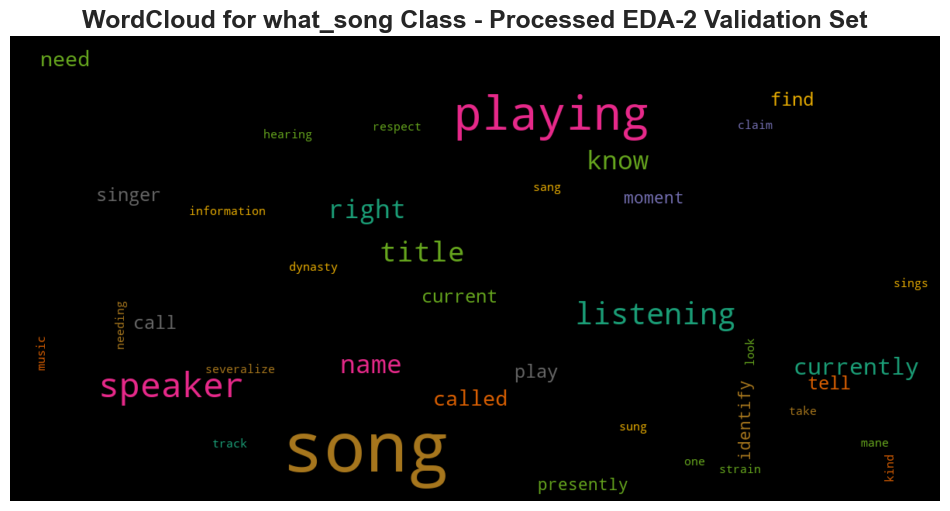 WordCloud for what_song Class - Processed EDA-2 Validation Set
need
playing
find
hearing
respect
claim
know
singer
sang
moment
information
right
title
dynasty
current
sings
listening
needing
call
music
look
severalize
name
play
currently
speaker
tell
called
identify
take
song
sung
track
mane
one
strain
kind
presently